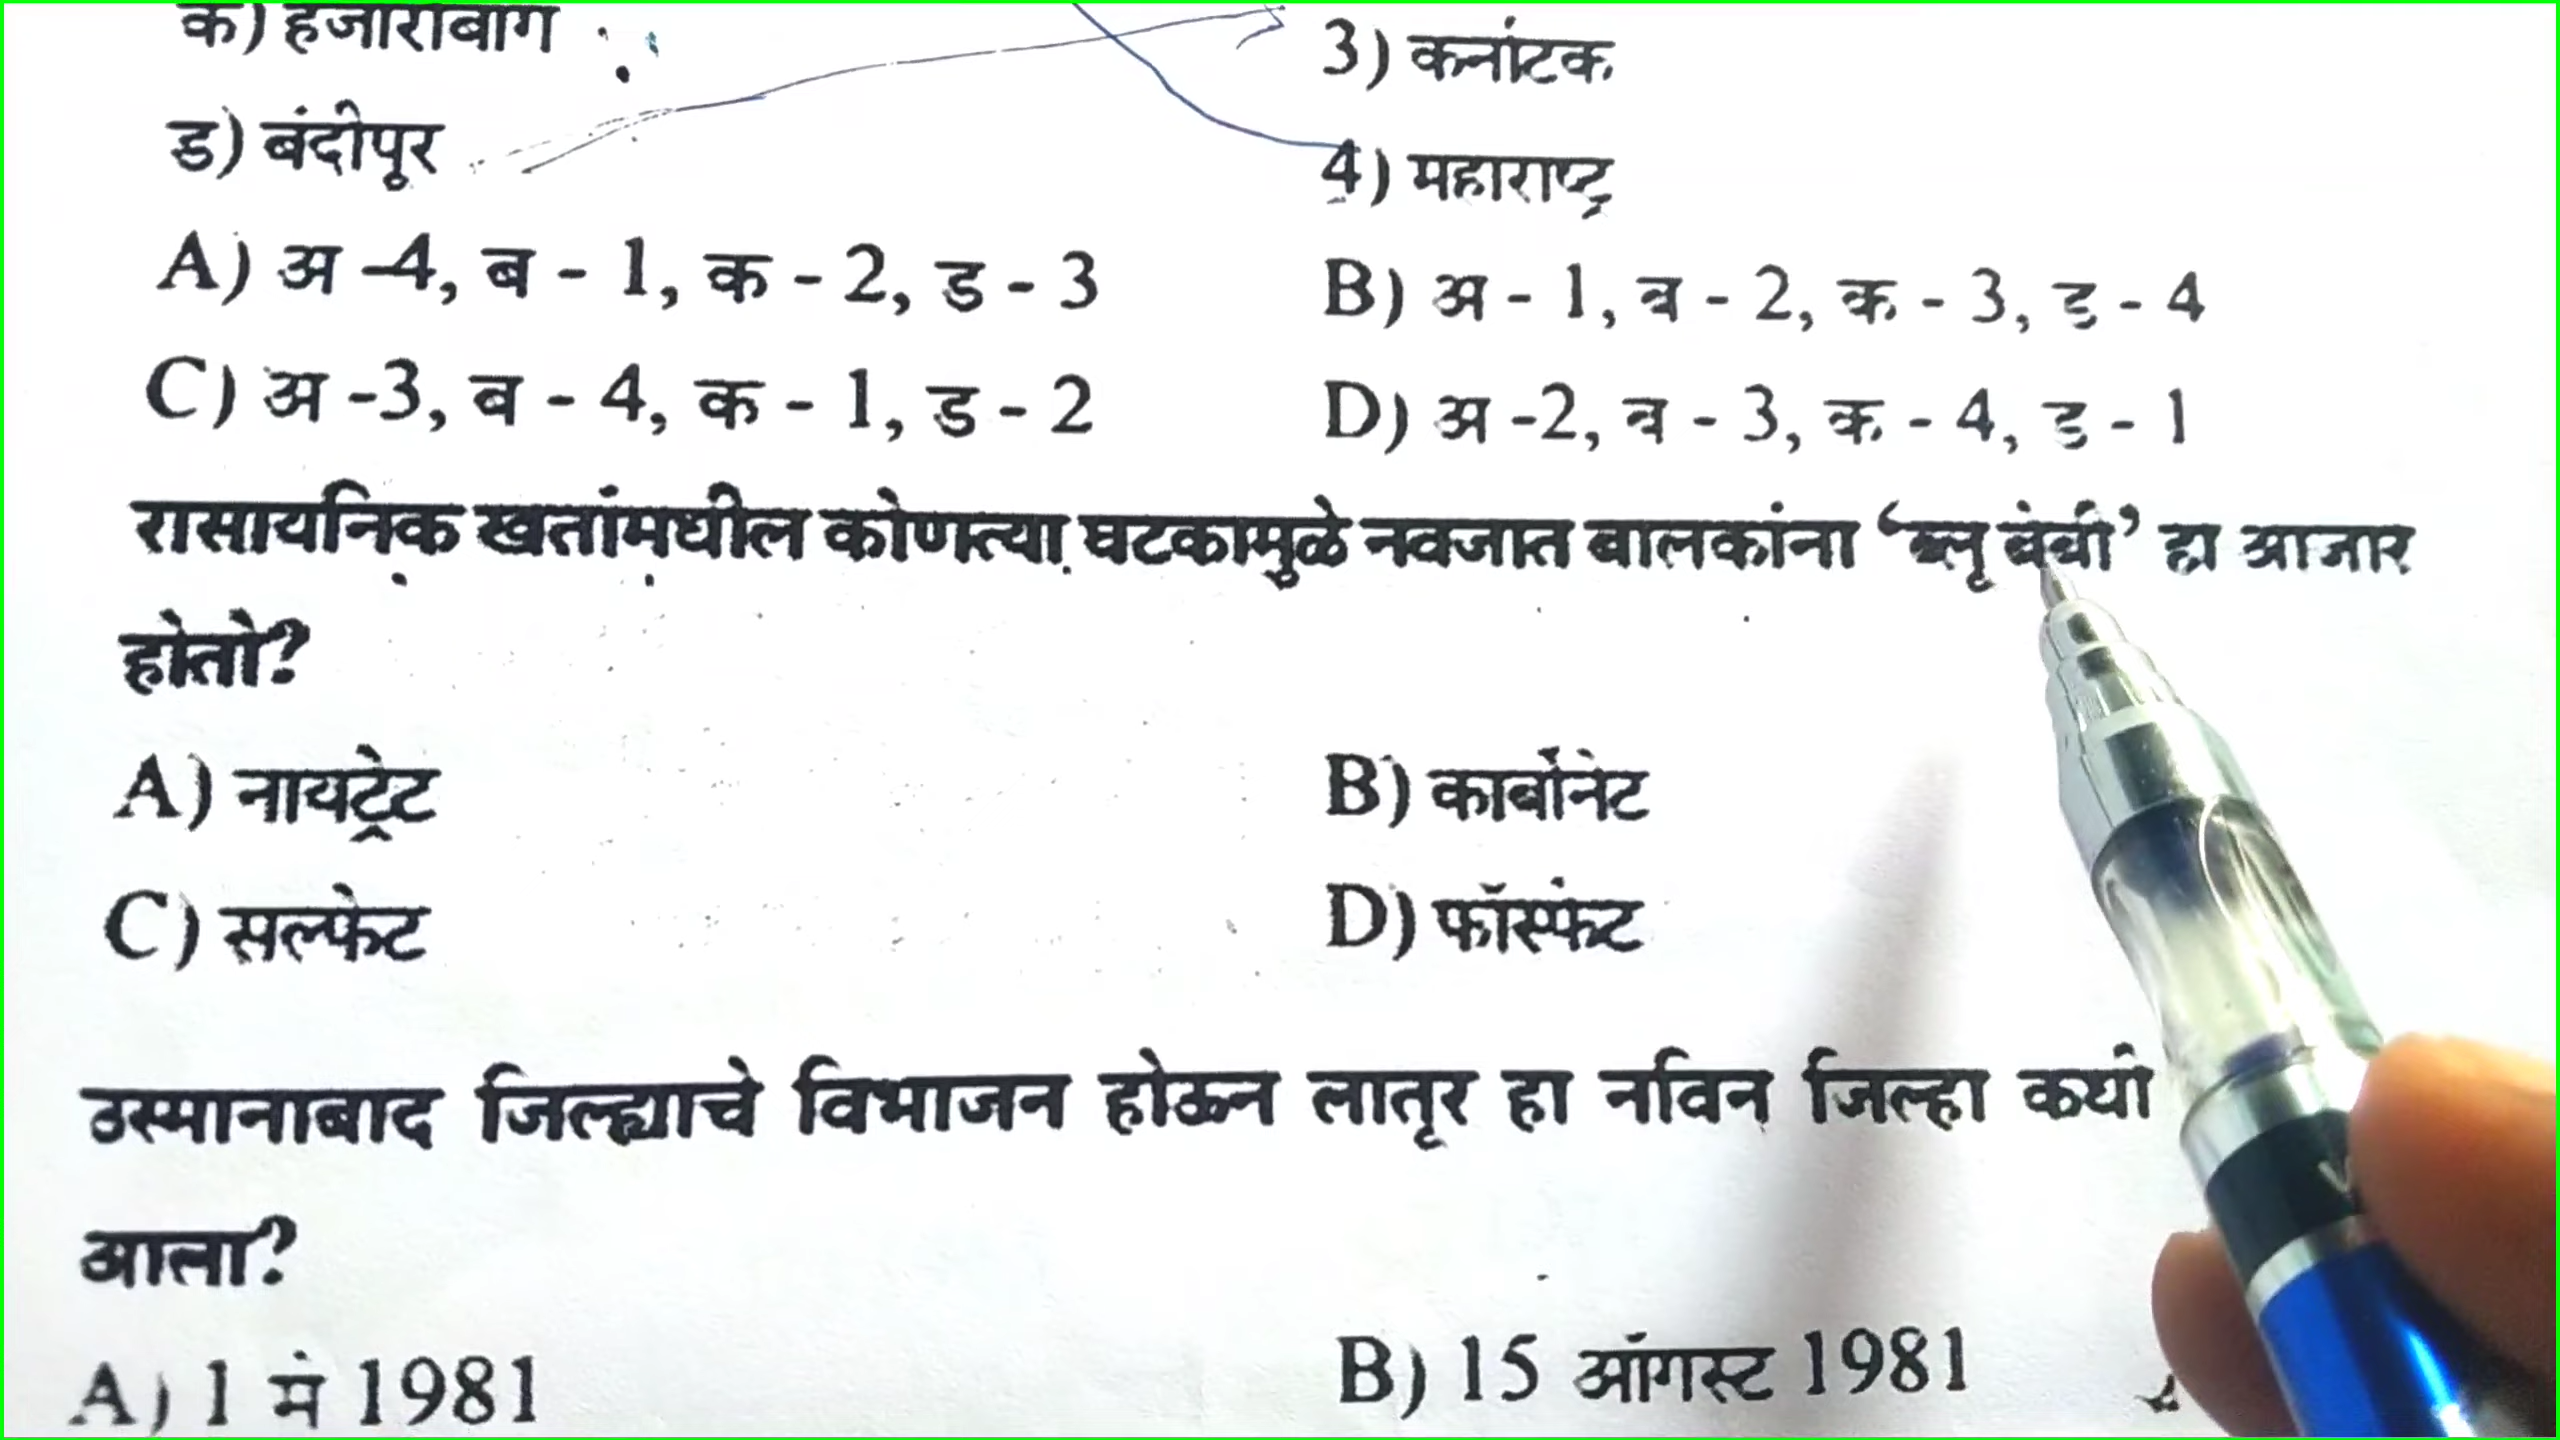 क) हजारीबाग
3) कर्नाटक
ड) बंदीपूर
4) महाराष्ट्र
A) अ -4, ब - 1, क - 2, ड - 3
B) अ - 1, ब - 2, क - 3, ड - 4
C) अ -3, ब - 4, क - 1, ड - 2
D) अ -2, ब - 3, क - 4, ड - 1
रासायनिक खतांमधील कोणत्या घटकामुळे नवजात बालकांना ‘ब्लू बेबी’ हा आजार
होतो?
A) नायट्रेट
B) कार्बोनेट
C) सल्फेट
D) फॉस्फेट
उस्मानाबाद जिल्ह्याचे विभाजन होऊन लातूर हा नविन जिल्हा कधी
आला?
A) 1 मे 1981
B) 15 ऑगस्ट 1981